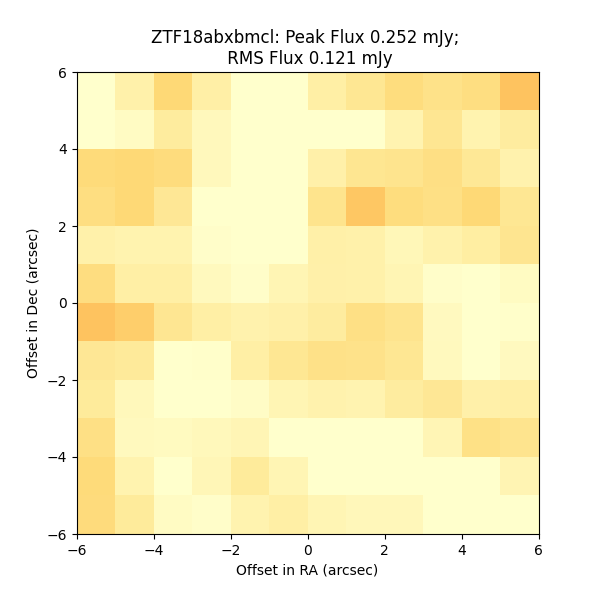 ZTF18abxbmcl: Peak Flux 0.252 mJy;
RMS Flux 0.121 mJy
6
4
2
0
−2
−4
−6
Offset in Dec (arcsec)
−6 −4 −2 0 2 4 6
Offset in RA (arcsec)